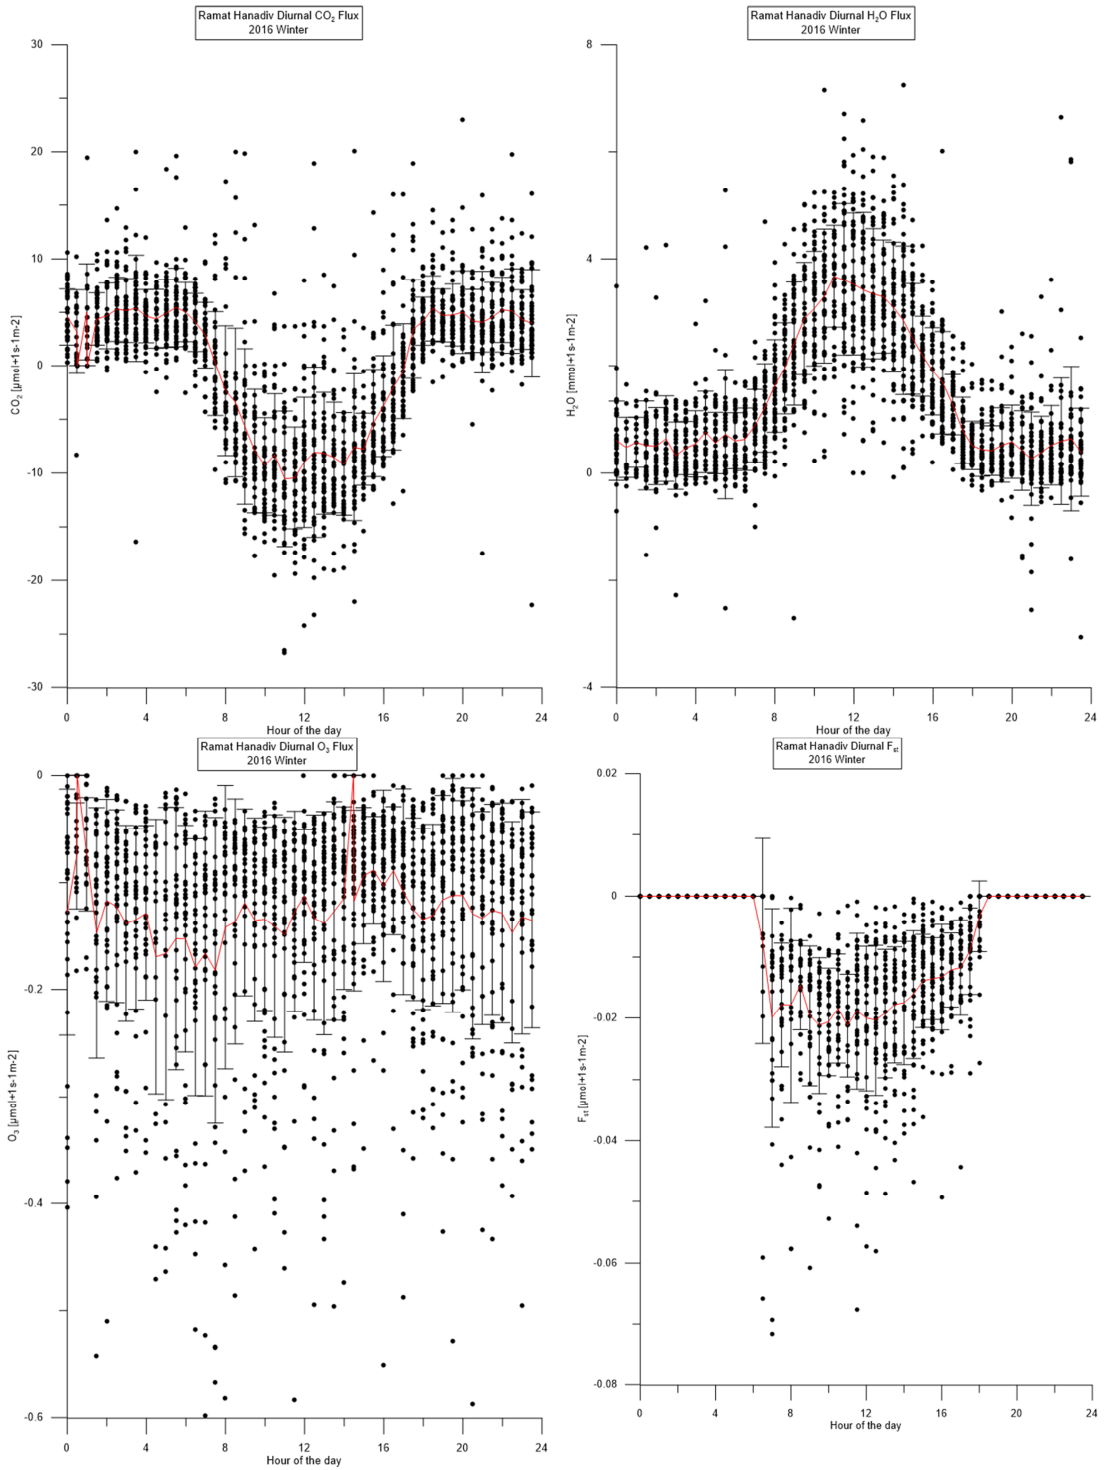 Ramat Hanadiv Diurnal CO₂ Flux
2016 Winter
30
20
10
0
-10
-20
-30
CO₂ [µmol+1s-1m-2]
0 4 8 12 16 20 24
Hour of the day
Ramat Hanadiv Diurnal H₂O Flux
2016 Winter
8
4
0
-4
H₂O [mmol+1s-1m-2]
0 4 8 12 16 20 24
Hour of the day
Ramat Hanadiv Diurnal O₃ Flux
2016 Winter
0
-0.2
-0.4
-0.6
O₃ [µmol+1s-1m-2]
0 4 8 12 16 20 24
Hour of the day
Ramat Hanadiv Diurnal Fst
2016 Winter
0.02
0
-0.02
-0.04
-0.06
-0.08
Fst [µmol+1s-1m-2]
0 4 8 12 16 20 24
Hour of the day